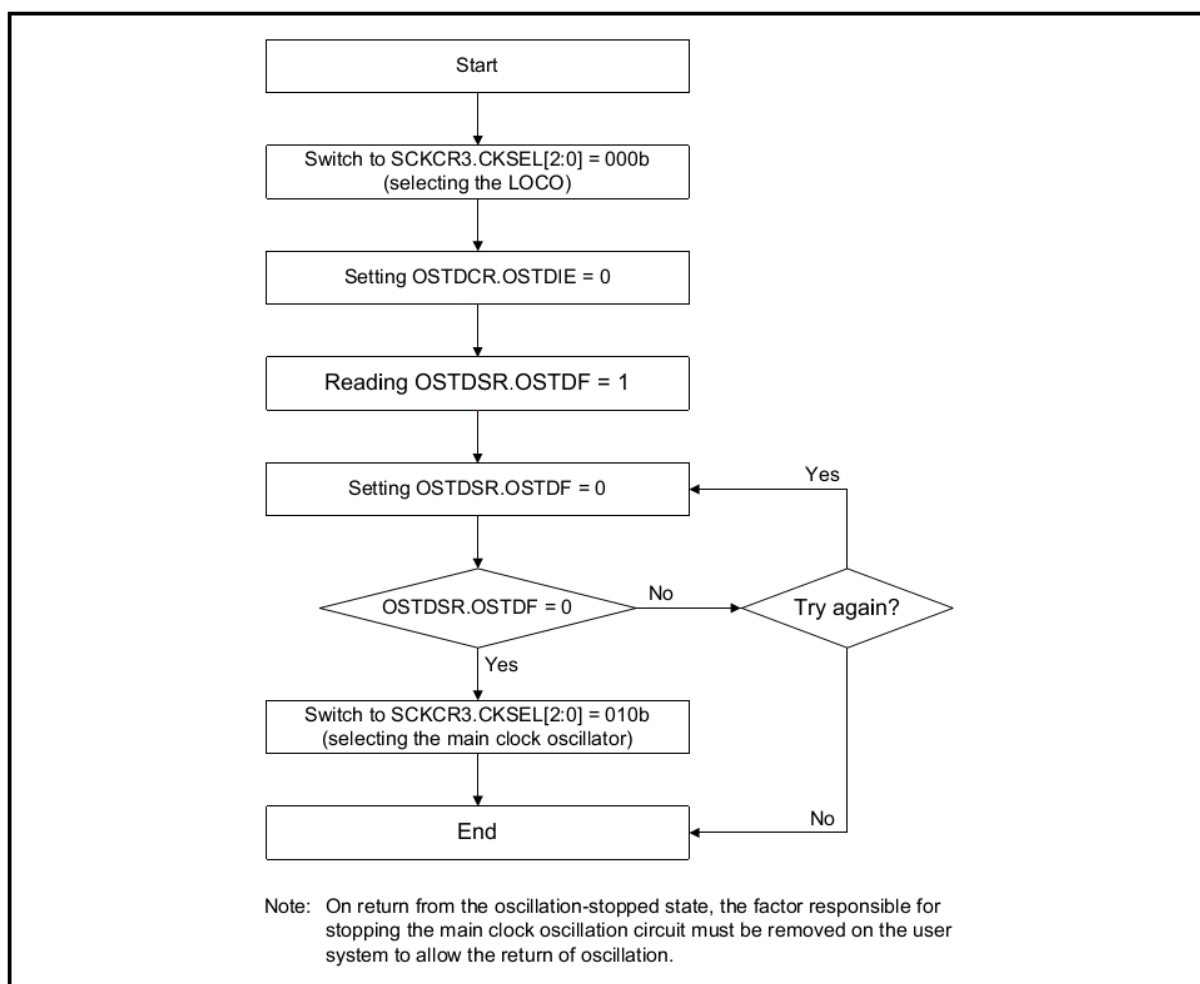 Start
Switch to SCKCR3.CKSEL[2:0] = 000b
(selecting the LOCO)
Setting OSTDCR.OSTDIE = 0
Reading OSTDSR.OSTDF = 1
Setting OSTDSR.OSTDF = 0
Yes
OSTDSR.OSTDF = 0
No
Try again?
Yes
Switch to SCKCR3.CKSEL[2:0] = 010b
(selecting the main clock oscillator)
No
End
Note: On return from the oscillation-stopped state, the factor responsible for
stopping the main clock oscillation circuit must be removed on the user
system to allow the return of oscillation.